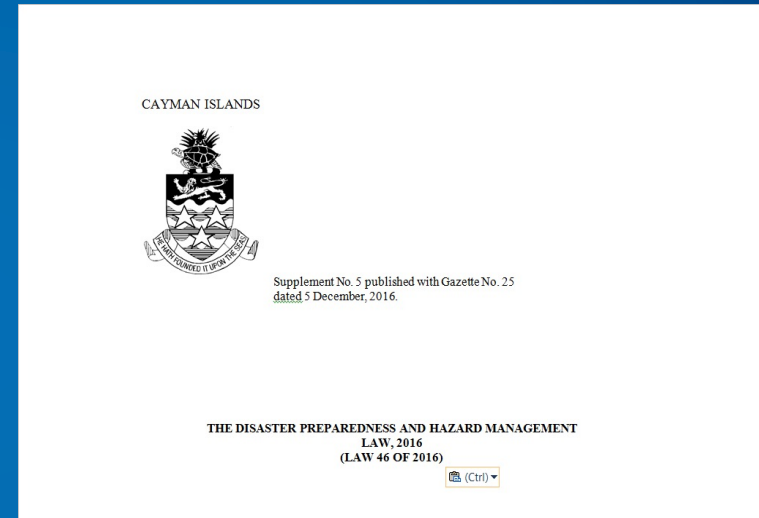 CAYMAN ISLANDS
HE HATH FOUNDED IT UPON THE SEAS
Supplement No. 5 published with Gazette No. 25
dated 5 December, 2016.
THE DISASTER PREPAREDNESS AND HAZARD MANAGEMENT
LAW, 2016
(LAW 46 OF 2016)
(Ctrl)